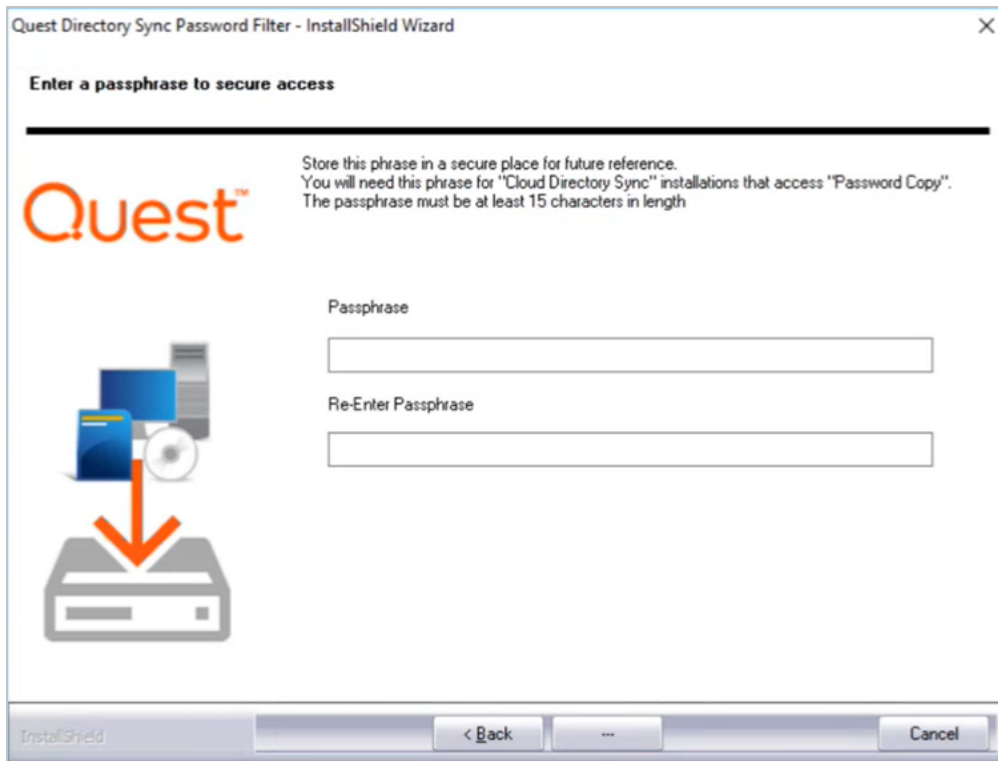 Quest Directory Sync Password Filter - InstallShield Wizard
Enter a passphrase to secure access
Store this phrase in a secure place for future reference.
You will need this phrase for "Cloud Directory Sync" installations that access "Password Copy".
The passphrase must be at least 15 characters in length
Quest™
Passphrase
Re-Enter Passphrase
InstallShield
< Back
...
Cancel